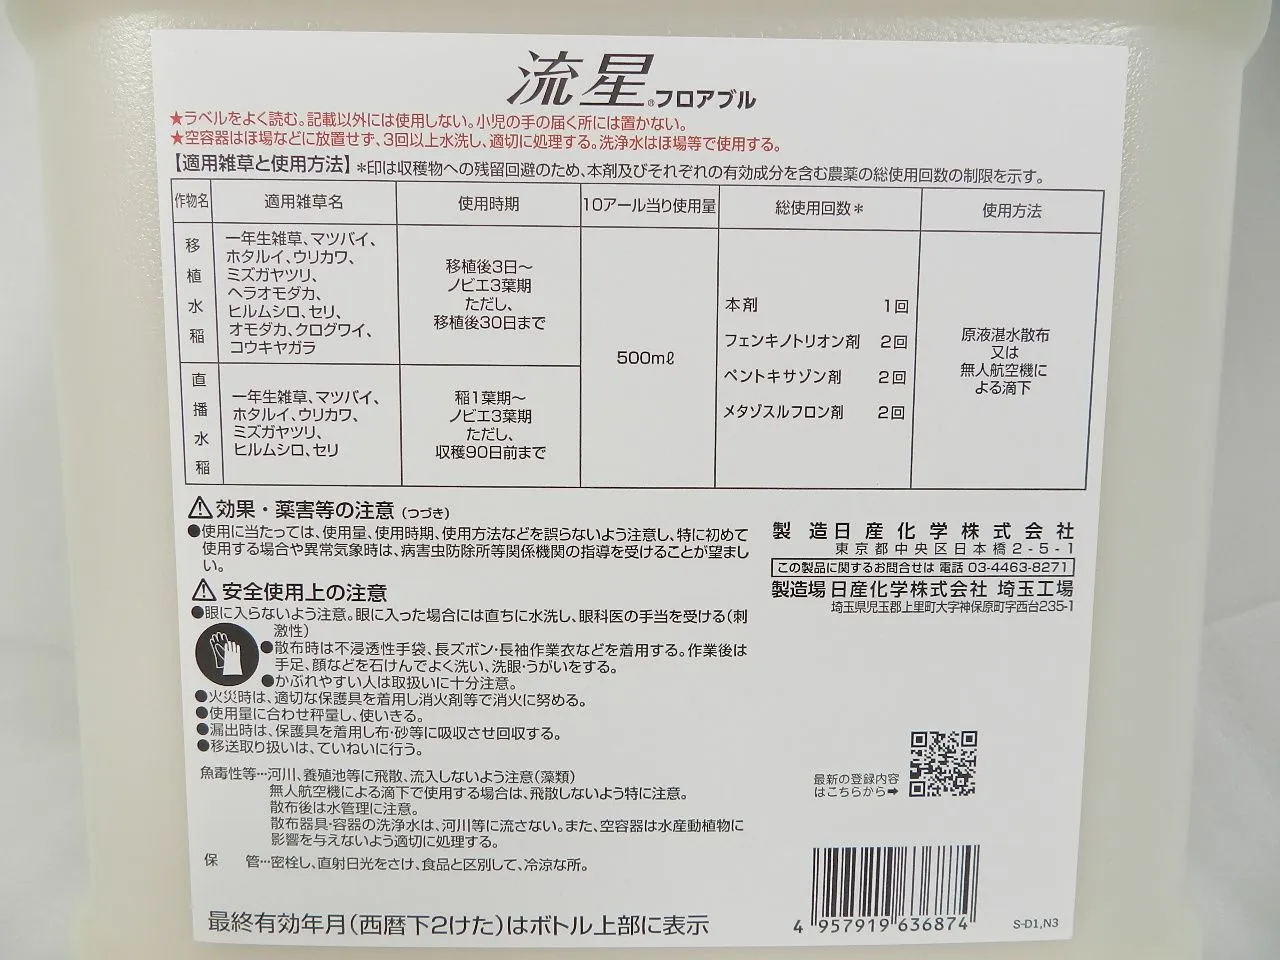 流星®フロアブル
★ラベルをよく読む。記載以外には使用しない。小児の手の届く所には置かない。
★空容器はほ場などに放置せず、3回以上水洗し、適切に処理する。洗浄水はほ場等で使用する。
【適用雑草と使用方法】＊印は収穫物への残留回避のため、本剤及びそれぞれの有効成分を含む農薬の総使用回数の制限を示す。
作物名 適用雑草名 使用時期 10アール当り使用量 総使用回数＊ 使用方法
移植水稲
一年生雑草、マツバイ、
ホタルイ、ウリカワ、
ミズガヤツリ、
ヘラオモダカ、
ヒルムシロ、セリ、
オモダカ、クログワイ、
コウキヤガラ
移植後3日～
ノビエ3葉期
ただし、
移植後30日まで
直播水稲
一年生雑草、マツバイ、
ホタルイ、ウリカワ、
ミズガヤツリ、
ヒルムシロ、セリ
稲1葉期～
ノビエ3葉期
ただし、
収穫90日前まで
500mℓ
本剤 1回
フェンキノトリオン剤 2回
ペントキサゾン剤 2回
メタゾスルフロン剤 2回
原液湛水散布
又は
無人航空機に
よる滴下
⚠効果・薬害等の注意（つづき）
●使用に当たっては、使用量、使用時期、使用方法などを誤らないよう注意し、特に初めて
使用する場合や異常気象時は、病害虫防除所等関係機関の指導を受けることが望まし
い。
⚠安全使用上の注意
●眼に入らないよう注意。眼に入った場合には直ちに水洗し、眼科医の手当を受ける（刺
激性）
●散布時は不浸透性手袋、長ズボン・長袖作業衣などを着用する。作業後は
手足、顔などを石けんでよく洗い、洗眼・うがいをする。
●かぶれやすい人は取扱いに十分注意。
●火災時は、適切な保護具を着用し消火剤等で消火に努める。
●使用量に合わせ秤量し、使いきる。
●漏出時は、保護具を着用し布・砂等に吸収させ回収する。
●移送取り扱いは、ていねいに行う。
魚毒性等…河川、養殖池等に飛散、流入しないよう注意（藻類）
無人航空機による滴下で使用する場合は、飛散しないよう特に注意。
散布後は水管理に注意。
散布器具・容器の洗浄水は、河川等に流さない。また、空容器は水産動植物に
影響を与えないよう適切に処理する。
保　管…密栓し、直射日光をさけ、食品と区別して、冷涼な所。
最終有効年月（西暦下2けた）はボトル上部に表示
製造 日産化学株式会社
東京都中央区日本橋2-5-1
この製品に関するお問合せは 電話 03-4463-8271
製造場 日産化学株式会社 埼玉工場
埼玉県児玉郡上里町大字神保原町字西台235-1
最新の登録内容
はこちらから➡
4 957919 636874
S-D1,N3